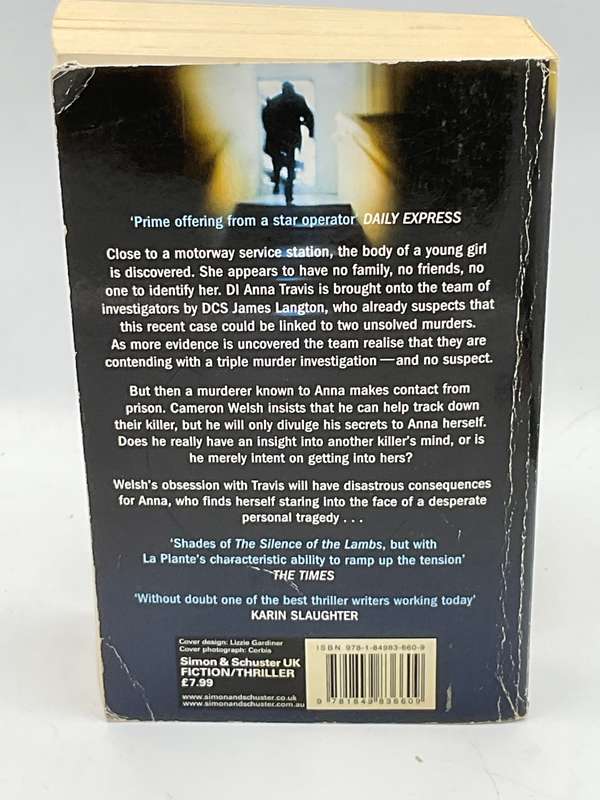 ‘Prime offering from a star operator’ DAILY EXPRESS
Close to a motorway service station, the body of a young girl
is discovered. She appears to have no family, no friends, no
one to identify her. DI Anna Travis is brought onto the team of
investigators by DCS James Langton, who already suspects that
this recent case could be linked to two unsolved murders.
As more evidence is uncovered the team realise that they are
contending with a triple murder investigation — and no suspect.
But then a murderer known to Anna makes contact from
prison. Cameron Welsh insists that he can help track down
their killer, but he will only divulge his secrets to Anna herself.
Does he really have an insight into another killer’s mind, or is
he merely intent on getting into hers?
Welsh’s obsession with Travis will have disastrous consequences
for Anna, who finds herself staring into the face of a desperate
personal tragedy . . .
‘Shades of The Silence of the Lambs, but with
La Plante’s characteristic ability to ramp up the tension’
THE TIMES
‘Without doubt one of the best thriller writers working today’
KARIN SLAUGHTER
Cover design: Lizzie Gardiner
Cover photograph: Corbis
Simon & Schuster UK
FICTION/THRILLER
£7.99
www.simonandschuster.co.uk
www.simonandschuster.com.au
ISBN 978-1-84983-660-9
9 781849 836609